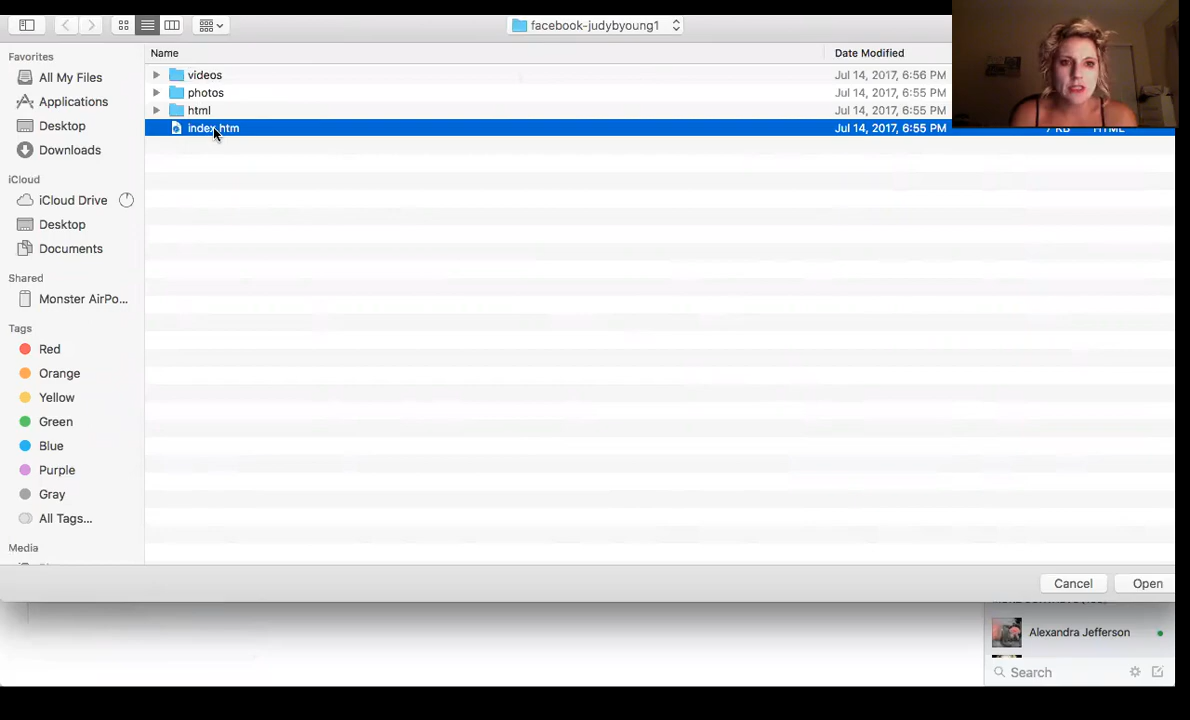 facebook-judybyoung1
Name Date Modified
Favorites
All My Files
Applications
Desktop
Downloads
iCloud
iCloud Drive
Desktop
Documents
Shared
Monster AirPo...
Tags
Red
Orange
Yellow
Green
Blue
Purple
Gray
All Tags...
Media
videos Jul 14, 2017, 6:56 PM
photos Jul 14, 2017, 6:55 PM
html Jul 14, 2017, 6:55 PM
index.htm Jul 14, 2017, 6:55 PM 7 KB HTML
Cancel Open
Alexandra Jefferson
Search